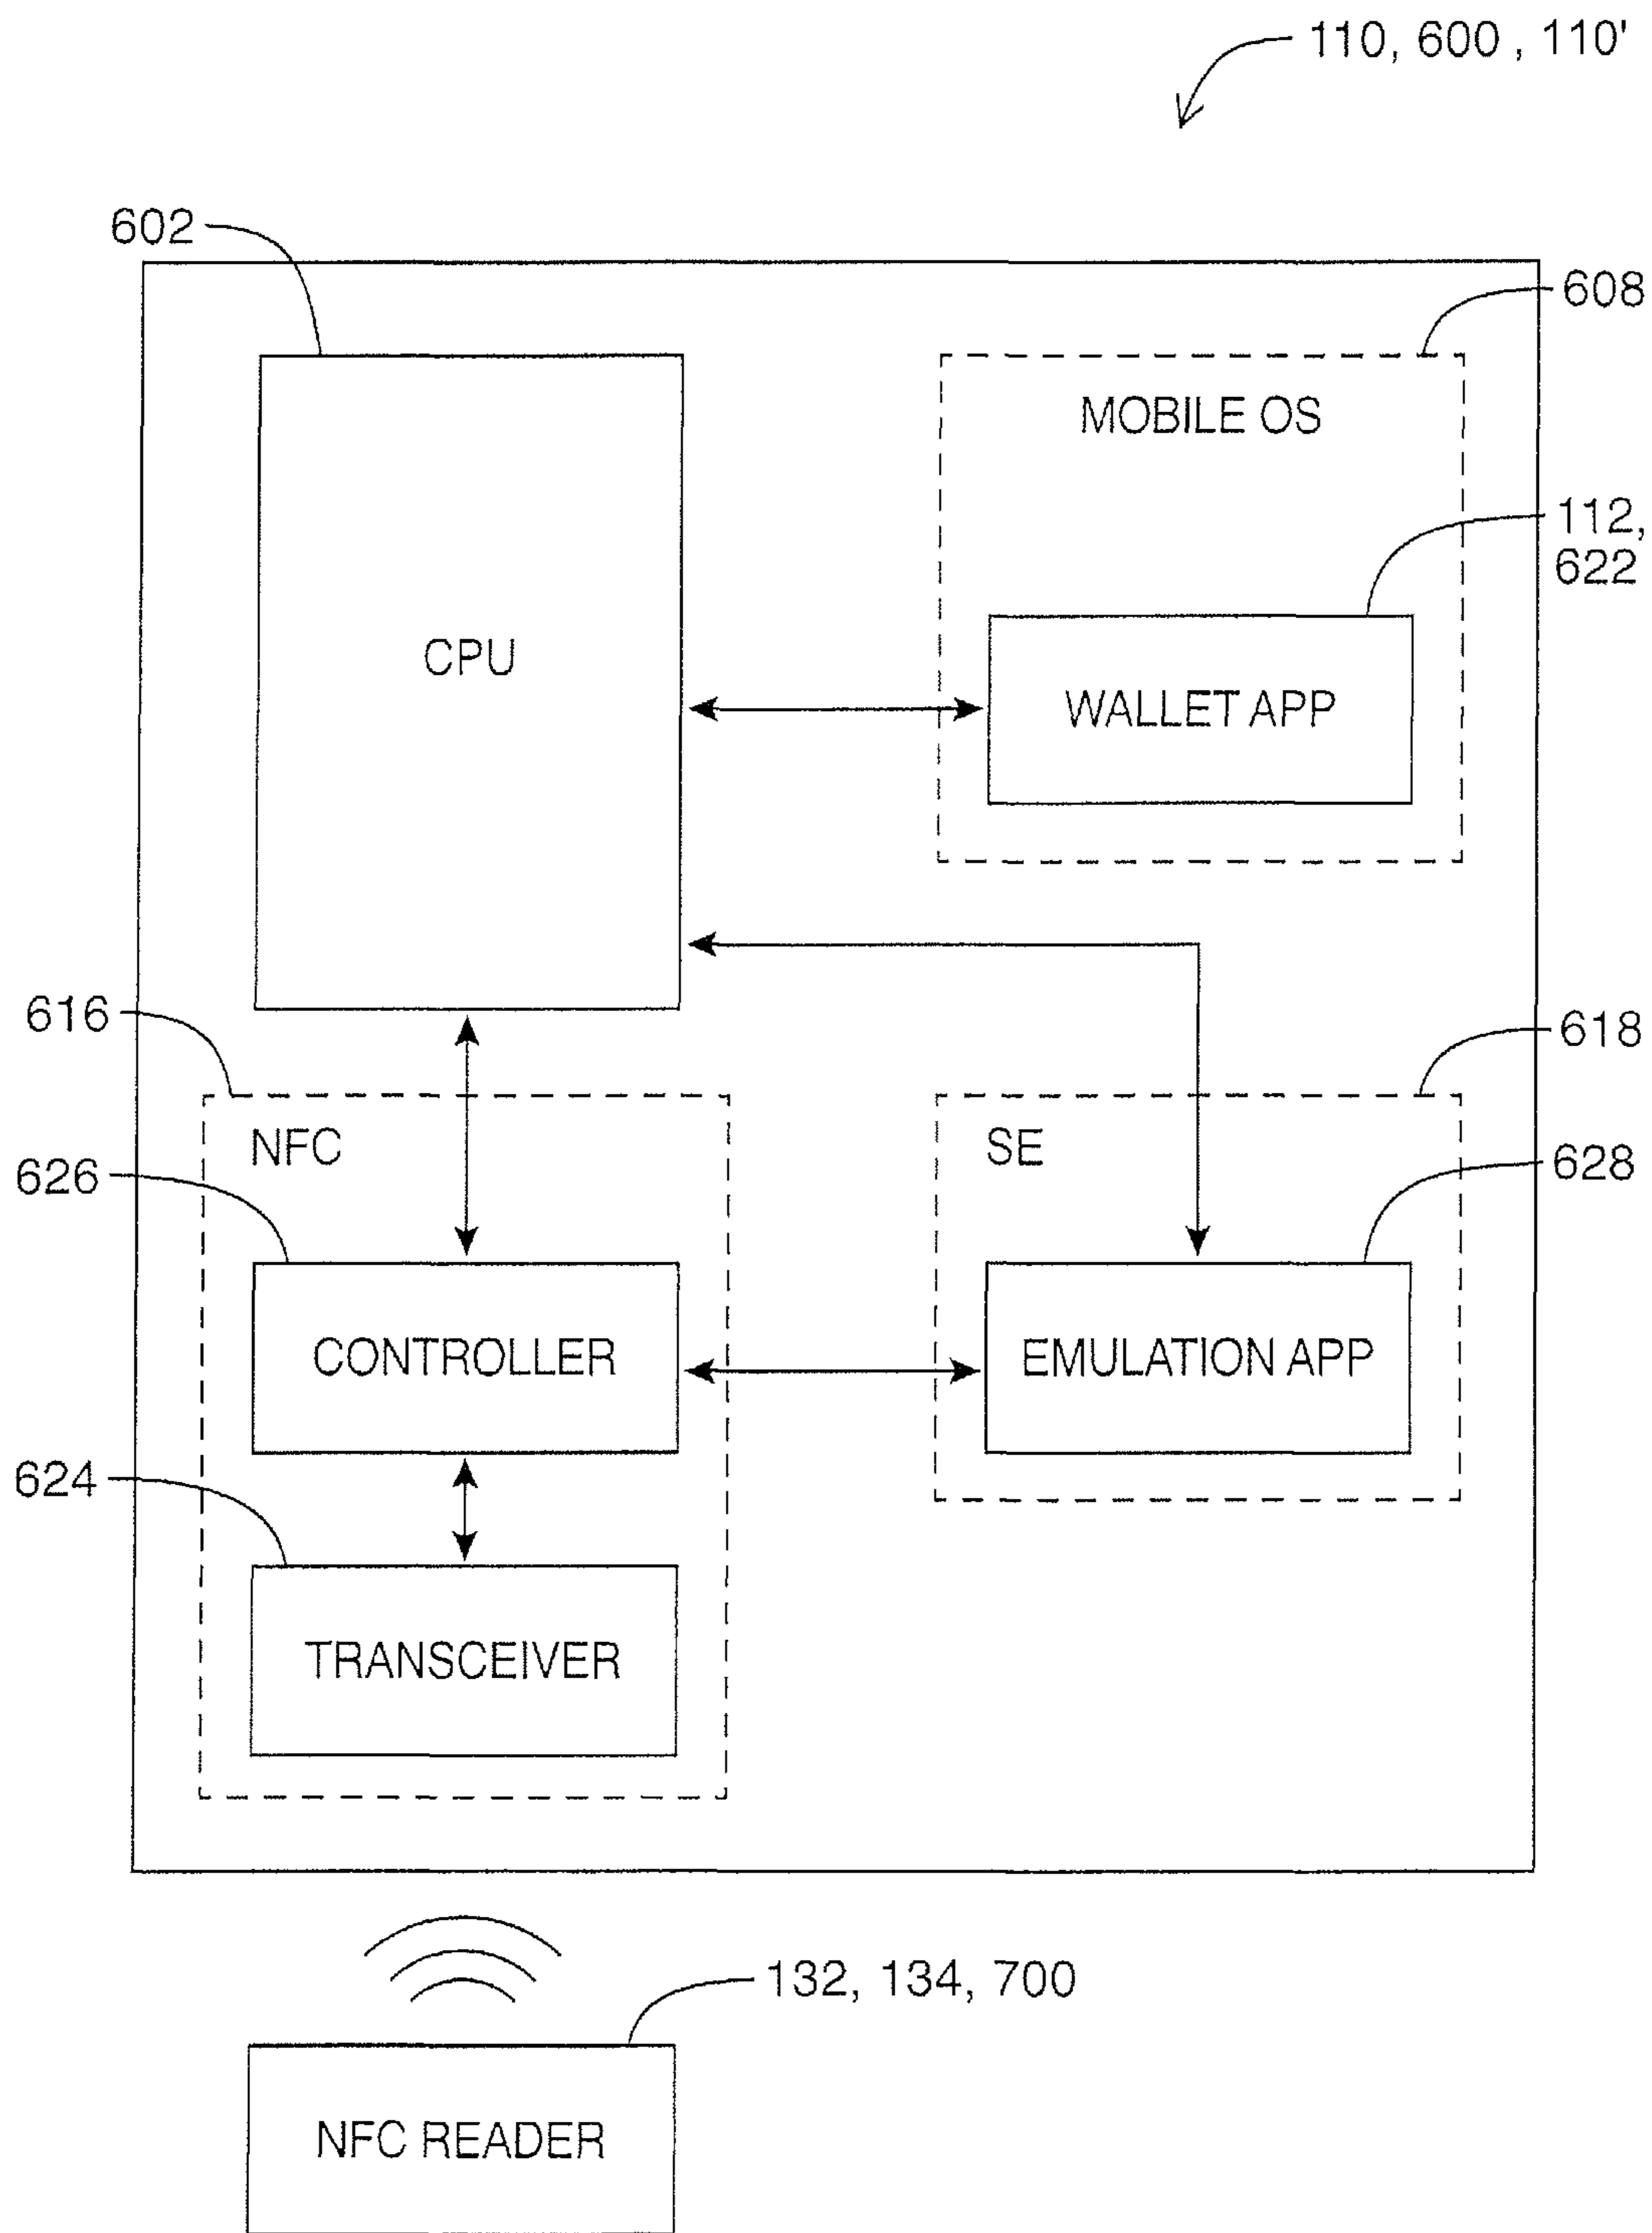 110, 600 , 110'
602
608
MOBILE OS
112,
622
CPU
WALLET APP
616
618
NFC
SE
626
628
CONTROLLER
EMULATION APP
624
TRANSCEIVER
132, 134, 700
NFC READER